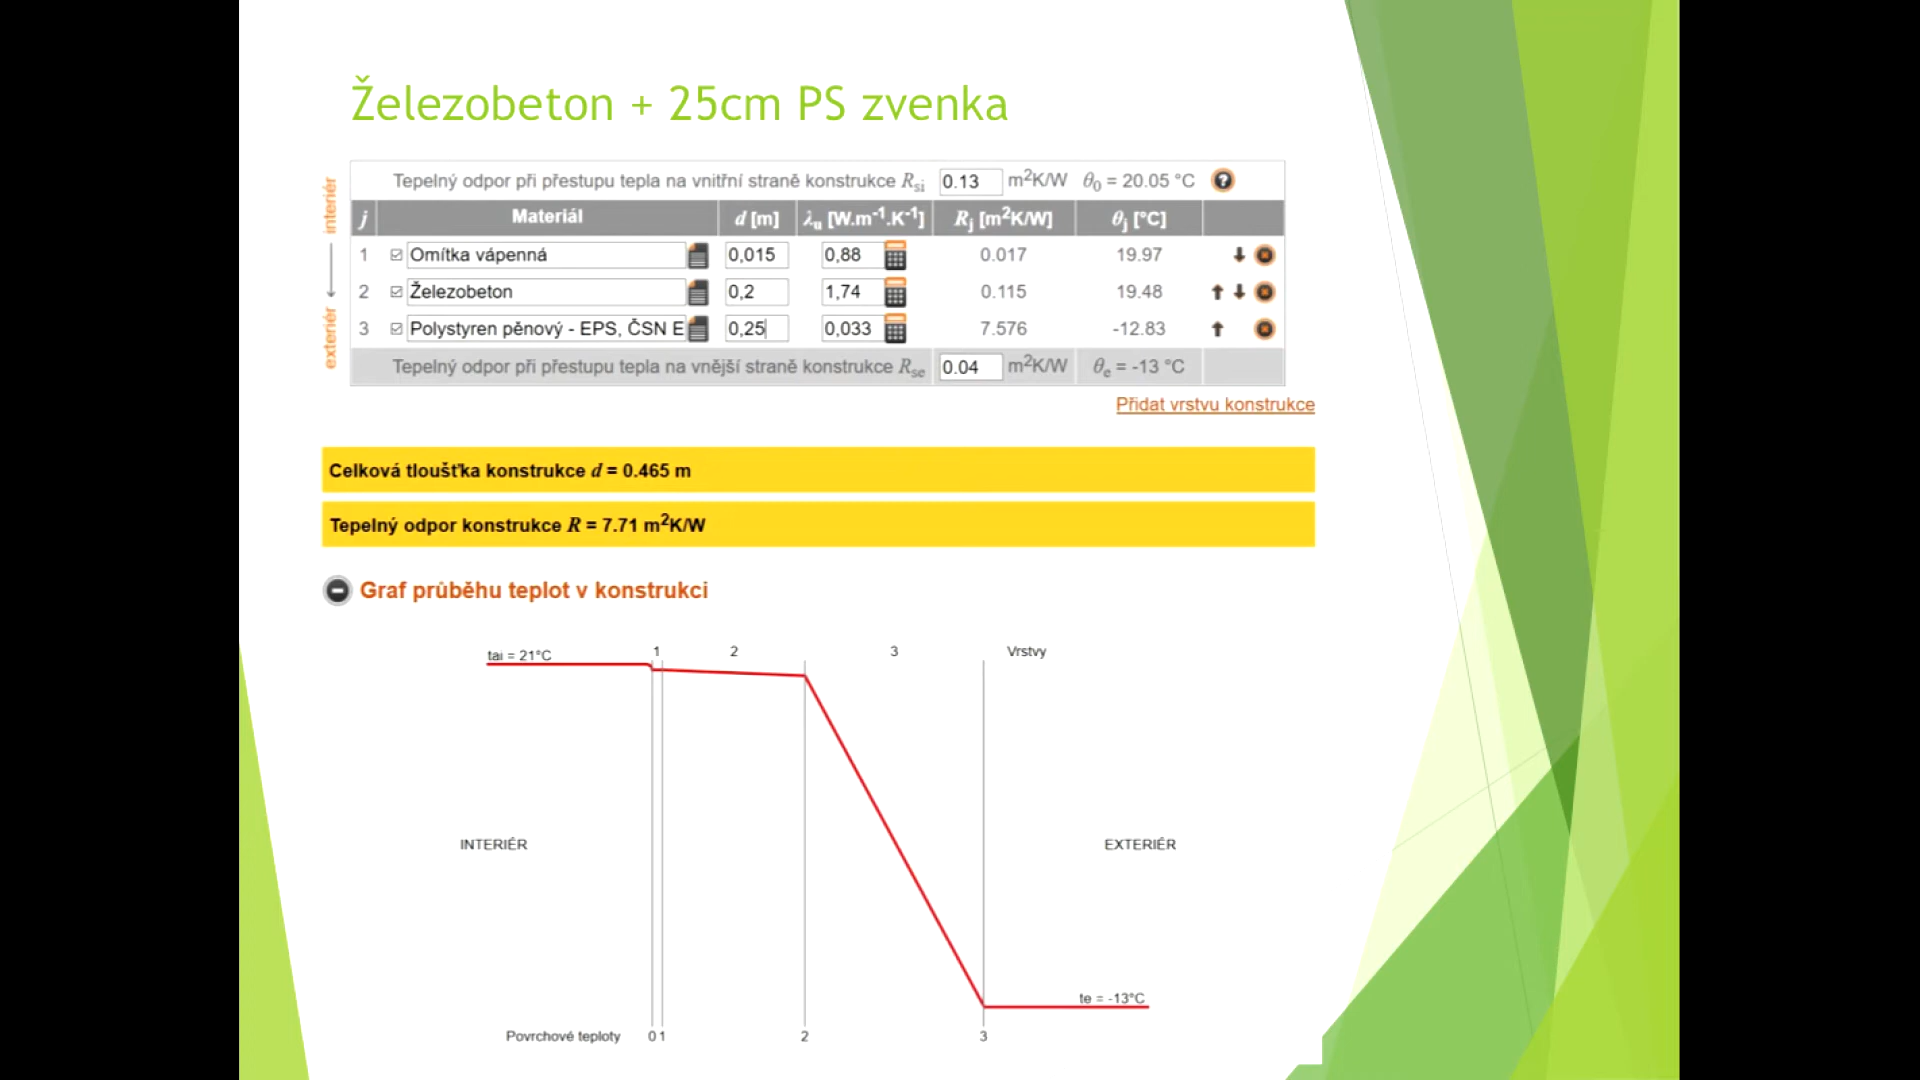 Železobeton + 25cm PS zvenka
interiér
exteriér
Tepelný odpor při přestupu tepla na vnitřní straně konstrukce Rsi 0.13 m2K/W θ0 = 20.05 °C ?
j Materiál d [m] λu [W.m-1.K-1] Rj [m2K/W] θj [°C]
1 Omítka vápenná 0,015 0,88 0.017 19.97
2 Železobeton 0,2 1,74 0.115 19.48
3 Polystyren pěnový - EPS, ČSN E 0,25 0,033 7.576 -12.83
Tepelný odpor při přestupu tepla na vnější straně konstrukce Rse 0.04 m2K/W θe = -13 °C
Přidat vrstvu konstrukce
Celková tloušťka konstrukce d = 0.465 m
Tepelný odpor konstrukce R = 7.71 m2K/W
Graf průběhu teplot v konstrukci
tai = 21°C 1 2 3 Vrstvy
INTERIÉR EXTERIÉR
te = -13°C
Povrchové teploty 0 1 2 3